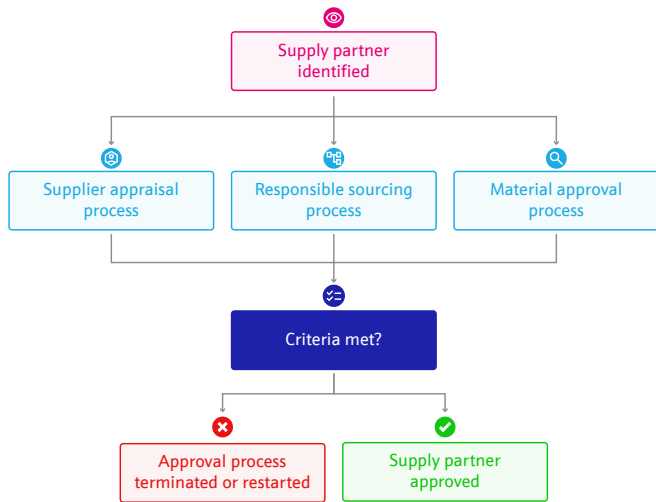 Supply partner
identified
Supplier appraisal
process
Responsible sourcing
process
Material approval
process
Criteria met?
Approval process
terminated or restarted
Supply partner
approved